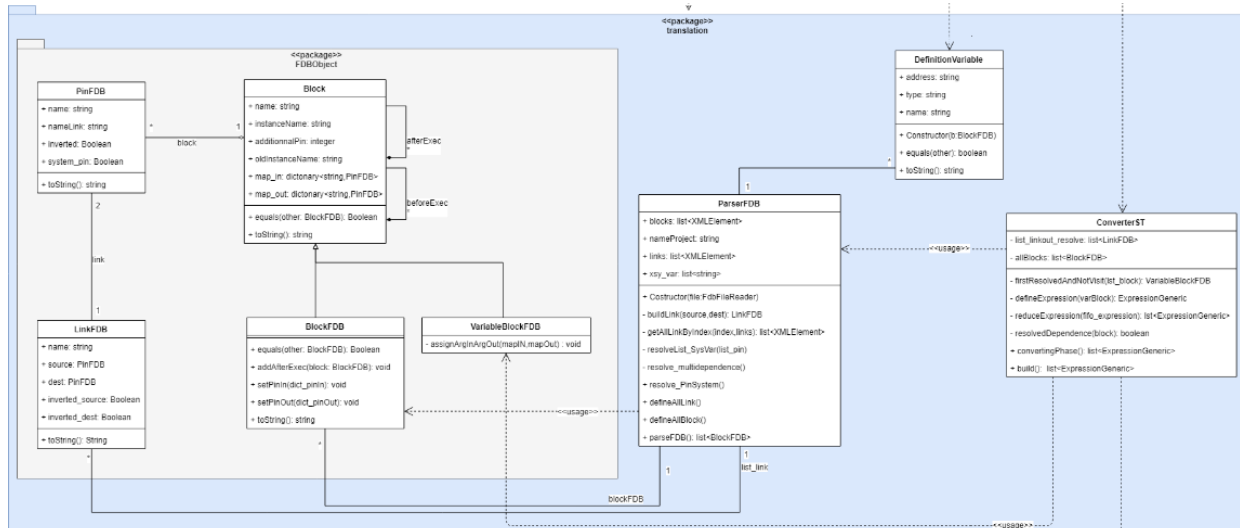 <<package>>
translation
<<package>>
FDBObject
PinFDB
+ name: string
+ nameLink: string
+ inverted: Boolean
+ system_pin: Boolean
+ toString(): string
*
1
block
Block
+ name: string
+ instanceName: string
+ additionnalPin: integer
+ oldInstanceName: string
+ map_in: dictonary<string,PinFDB>
+ map_out: dictonary<string,PinFDB>
+ equals(other: BlockFDB): Boolean
+ toString(): string
afterExec
*
beforeExec
*
2
link
1
LinkFDB
+ name: string
+ source: PinFDB
+ dest: PinFDB
+ inverted_source: Boolean
+ inverted_dest: Boolean
+ toString(): String
*
BlockFDB
+ equals(other: BlockFDB): Boolean
+ addAfterExec(block: BlockFDB): void
+ setPinIn(dict_pinIn): void
+ setPinOut(dict_pinOut): void
+ toString(): string
*
VariableBlockFDB
- assignArgInArgOut(mapIN,mapOut) : void
DefinitionVariable
+ address: string
+ type: string
+ name: string
+ Constructor(b:BlockFDB)
+ equals(other): boolean
+ toString(): string
*
1
ParserFDB
+ blocks: list<XMLElement>
+ nameProject: string
+ links: list<XMLElement>
+ xsy_var: list<string>
+ Costructor(file:FdbFileReader)
- buildLink(source,dest): LinkFDB
- getAllLinkByIndex(index,links): list<XMLElement>
- resolveList_SysVar(list_pin)
- resolve_multidependence()
+ resolve_PinSystem()
+ defineAllLink()
+ defineAllBlock()
+ parseFDB(): list<BlockFDB>
<<usage>>
1
1
list_link
blockFDB
<<usage>>
ConverterST
- list_linkout_resolve: list<LinkFDB>
- allBlocks: list<BlockFDB>
- firstResolvedAndNotVisit(lst_block): VariableBlockFDB
- defineExpression(varBlock): ExpressionGeneric
- reduceExpression(fifo_expression): list<ExpressionGeneric>
- resolvedDependence(block): boolean
+ convertingPhase(): list<ExpressionGeneric>
+ build(): list<ExpressionGeneric>
<<usage>>